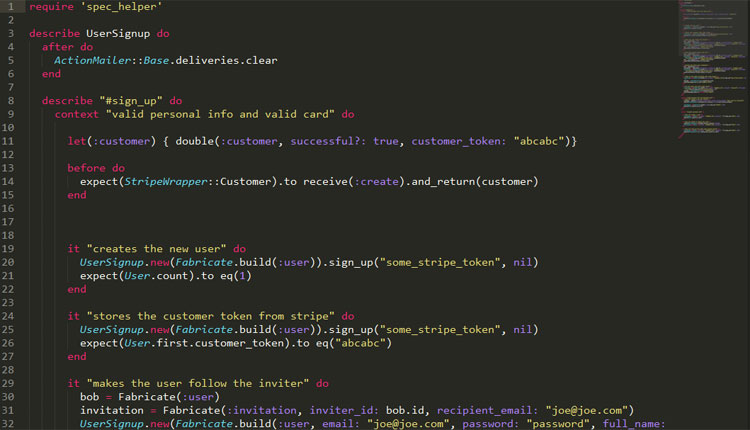 1 require 'spec_helper'
2
3 describe UserSignup do
4 after do
5 ActionMailer::Base.deliveries.clear
6 end
7
8 describe "#sign_up" do
9 context "valid personal info and valid card" do
10
11 let(:customer) { double(:customer, successful?: true, customer_token: "abcabc")}
12
13 before do
14 expect(StripeWrapper::Customer).to receive(:create).and_return(customer)
15 end
16
17
18
19 it "creates the new user" do
20 UserSignup.new(Fabricate.build(:user)).sign_up("some_stripe_token", nil)
21 expect(User.count).to eq(1)
22 end
23
24 it "stores the customer token from stripe" do
25 UserSignup.new(Fabricate.build(:user)).sign_up("some_stripe_token", nil)
26 expect(User.first.customer_token).to eq("abcabc")
27 end
28
29 it "makes the user follow the inviter" do
30 bob = Fabricate(:user)
31 invitation = Fabricate(:invitation, inviter_id: bob.id, recipient_email: "joe@joe.com")
32 UserSignup.new(Fabricate.build(:user, email: "joe@joe.com", password: "password", full_name: